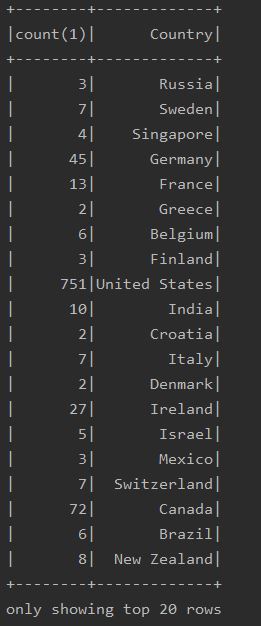 +--------+-------------+
|count(1)|      Country|
+--------+-------------+
|       3|       Russia|
|       7|       Sweden|
|       4|    Singapore|
|      45|      Germany|
|      13|       France|
|       2|       Greece|
|       6|      Belgium|
|       3|      Finland|
|     751|United States|
|      10|        India|
|       2|      Croatia|
|       7|        Italy|
|       2|      Denmark|
|      27|      Ireland|
|       5|       Israel|
|       3|       Mexico|
|       7|  Switzerland|
|      72|       Canada|
|       6|       Brazil|
|       8|  New Zealand|
+--------+-------------+
only showing top 20 rows